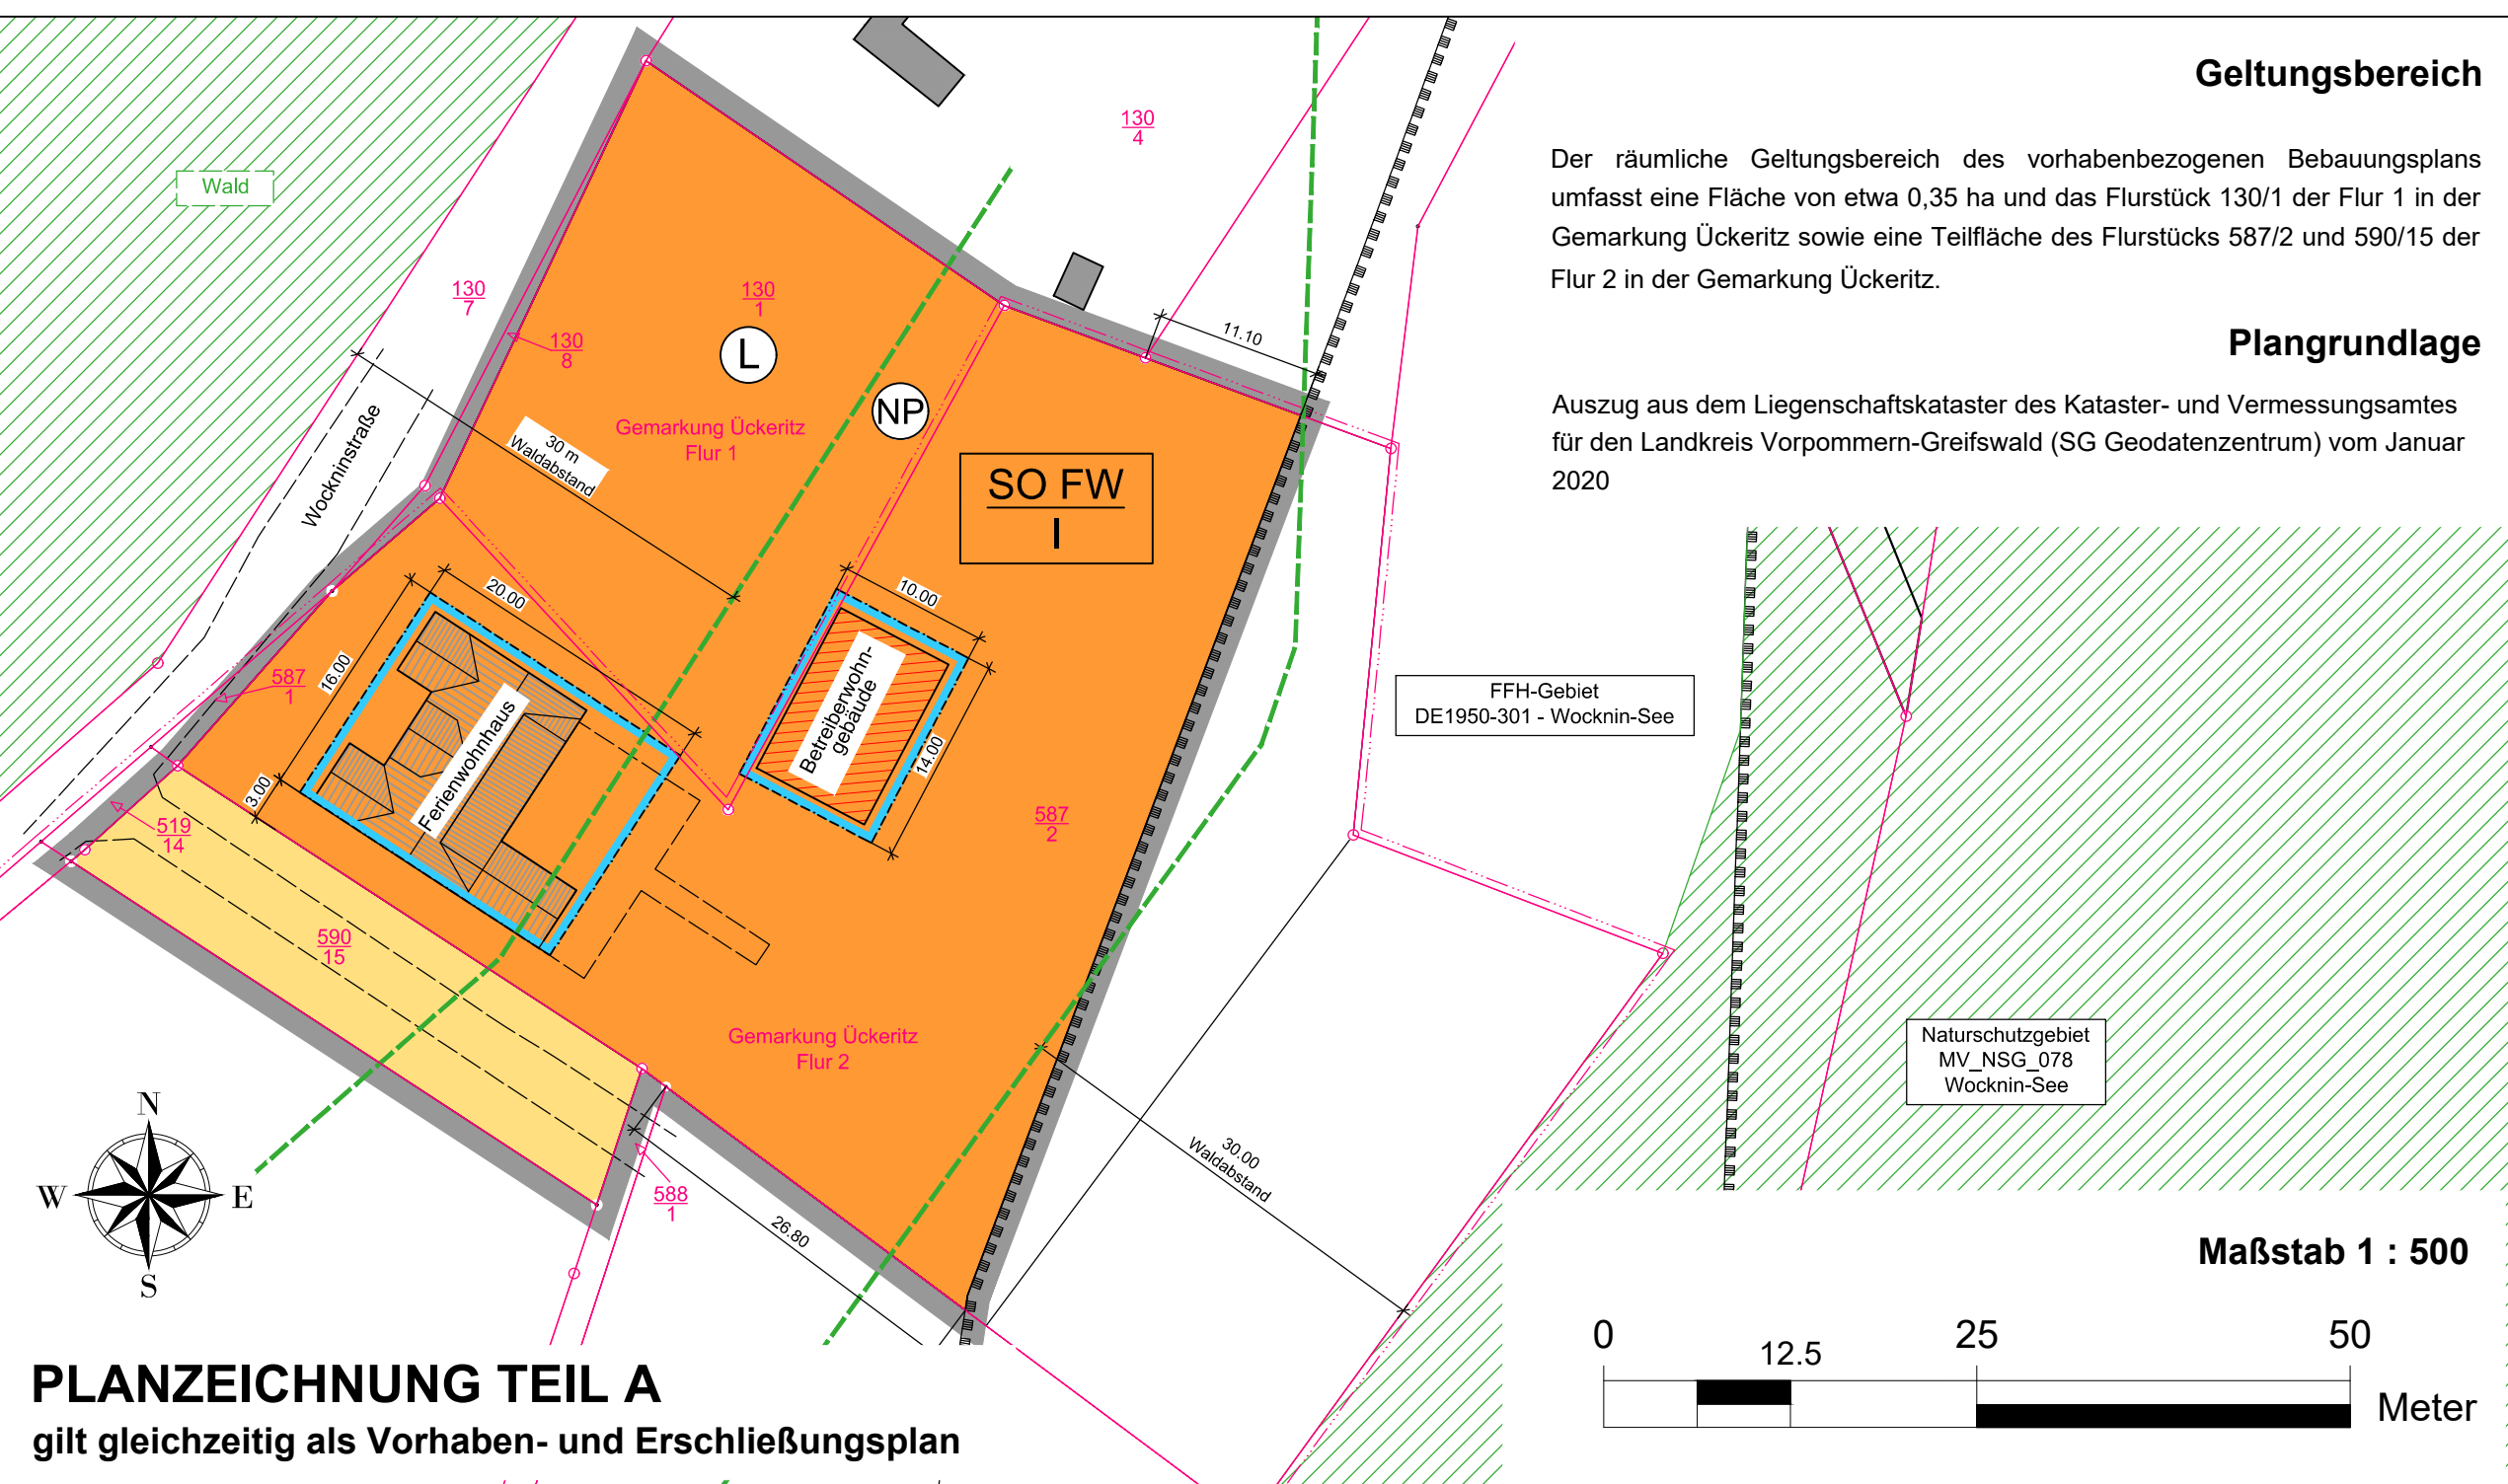 Geltungsbereich
Der räumliche Geltungsbereich des vorhabenbezogenen Bebauungsplans
umfasst eine Fläche von etwa 0,35 ha und das Flurstück 130/1 der Flur 1 in der
Gemarkung Ückeritz sowie eine Teilfläche des Flurstücks 587/2 und 590/15 der
Flur 2 in der Gemarkung Ückeritz.
Plangrundlage
Auszug aus dem Liegenschaftskataster des Kataster- und Vermessungsamtes
für den Landkreis Vorpommern-Greifswald (SG Geodatenzentrum) vom Januar
2020
Wald
130
4
130
7
130
1
130
8
L
NP
11.10
Gemarkung Ückeritz
Flur 1
30 m
Waldabstand
Wockninstraße
SO FW
I
20.00
10.00
16.00
14.00
3.00
Ferienwohnhaus
Betreiberwohn-
gebäude
587
1
519
14
587
2
590
15
FFH-Gebiet
DE1950-301 - Wocknin-See
Gemarkung Ückeritz
Flur 2
Naturschutzgebiet
MV_NSG_078
Wocknin-See
30.00
Waldabstand
588
1
26.80
N
W
E
S
Maßstab 1 : 500
0
12.5
25
50
Meter
PLANZEICHNUNG TEIL A
gilt gleichzeitig als Vorhaben- und Erschließungsplan